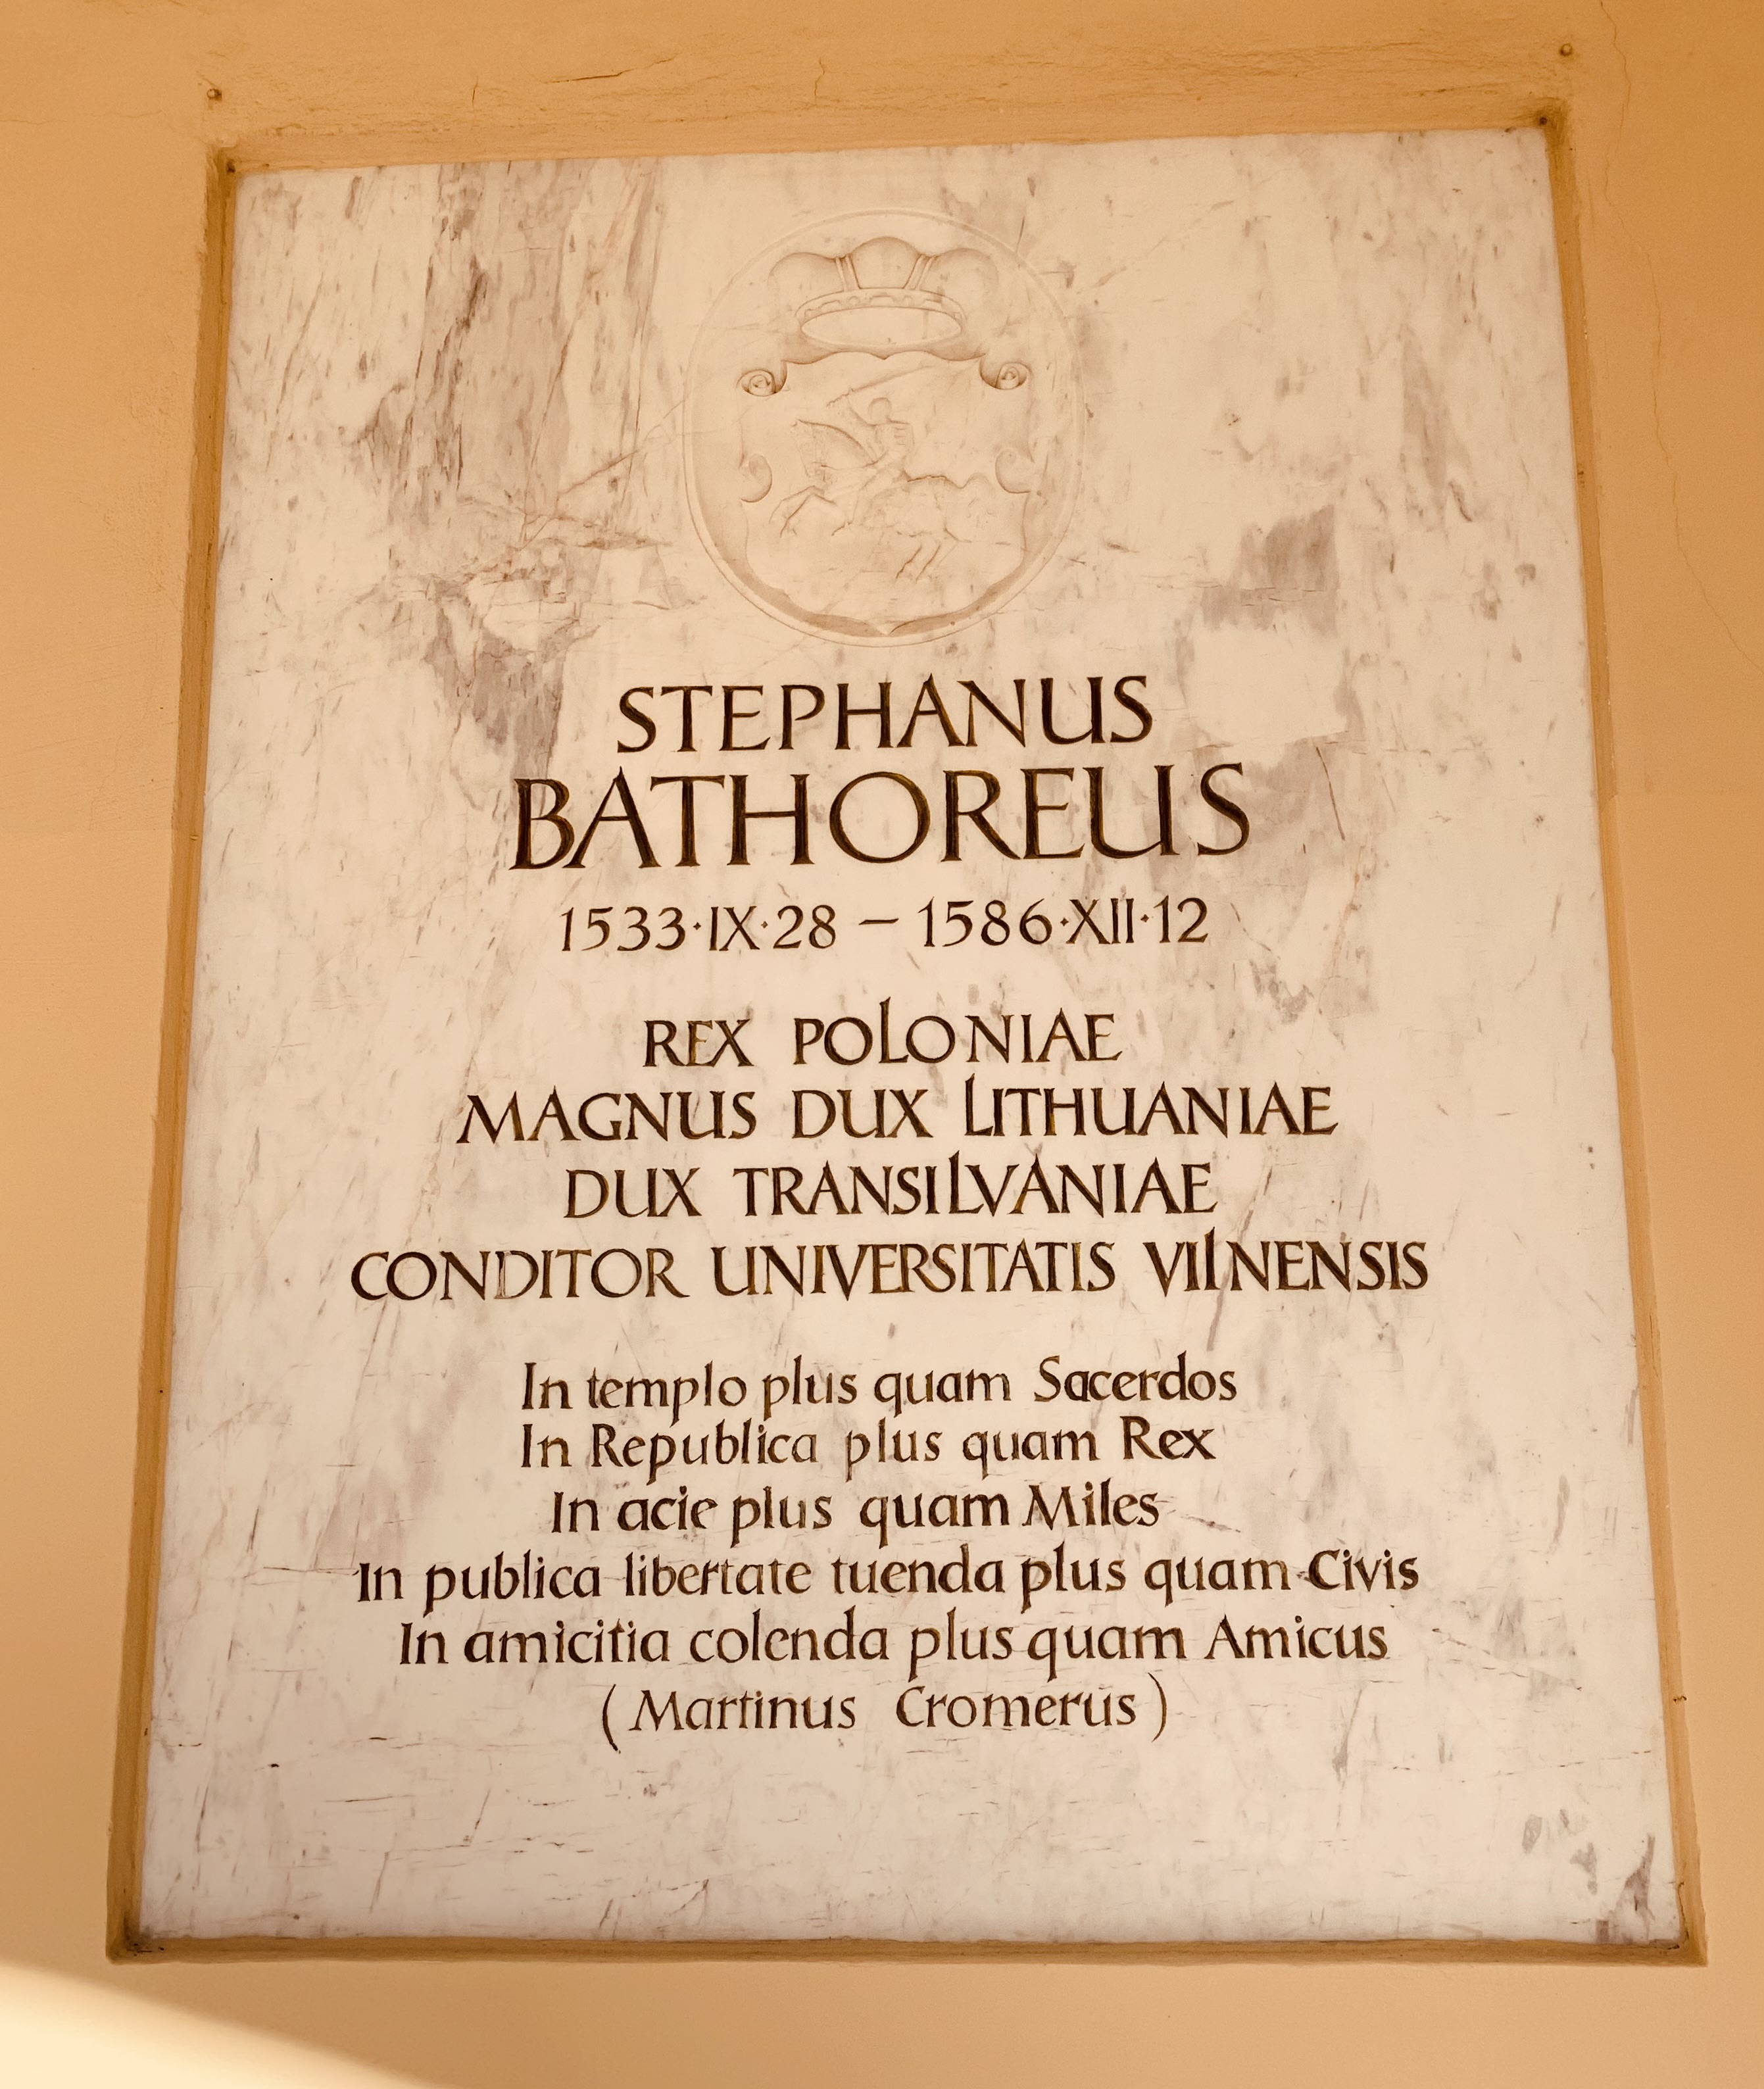 STEPHANUS
BATHOREUS
1533·IX·28 – 1586·XII·12
REX POLONIAE
MAGNUS DUX LITHUANIAE
DUX TRANSILVANIAE
CONDITOR UNIVERSITATIS VILNENSIS
In templo plus quam Sacerdos
In Republica plus quam Rex
In acie plus quam Miles
In publica libertate tuenda plus quam Civis
In amicitia colenda plus quam Amicus
(Martinus Cromerus)